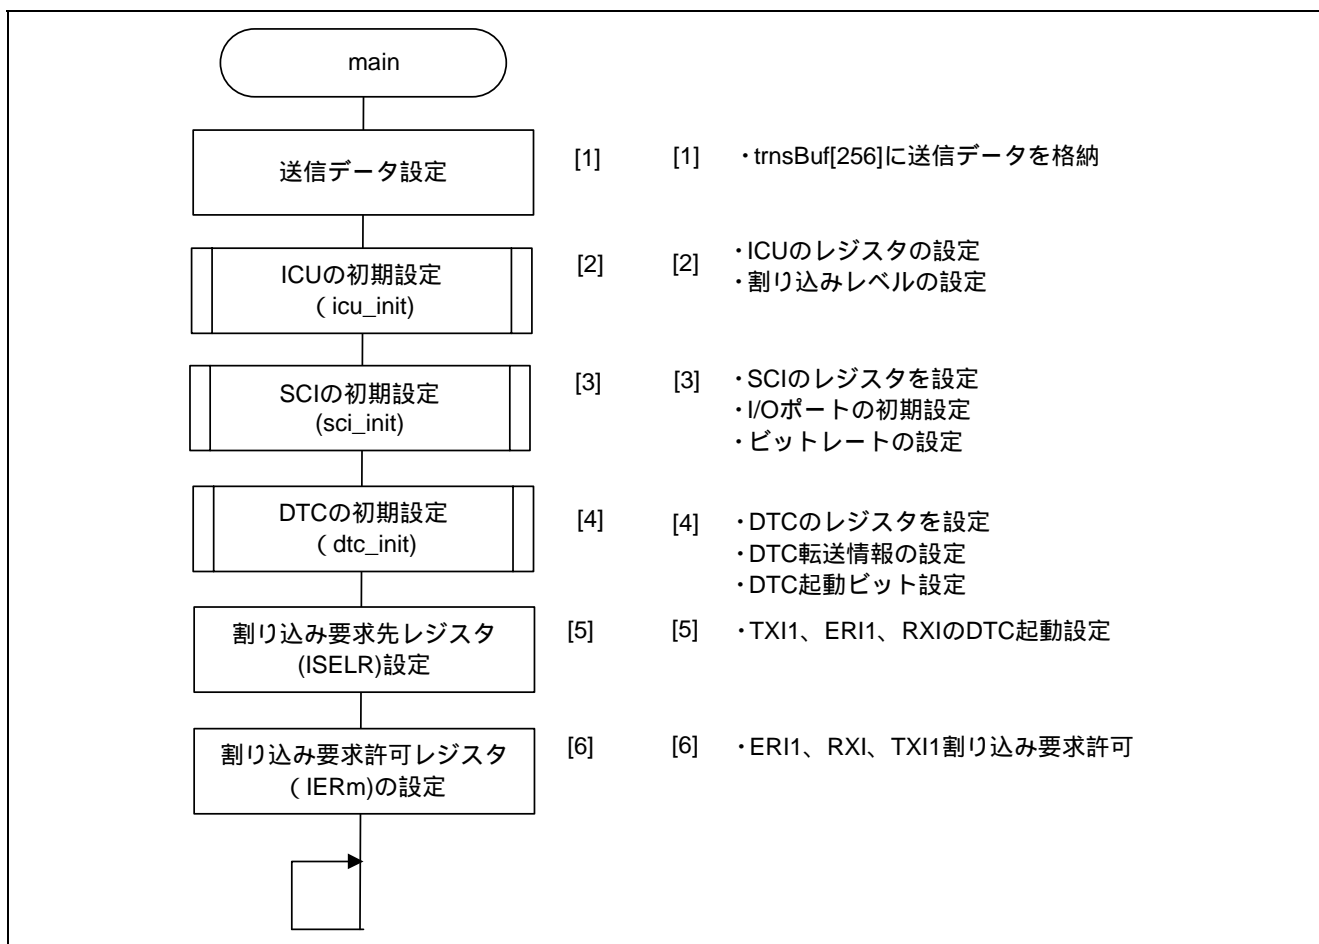 main
送信データ設定
[1]
[1]
・trnsBuf[256]に送信データを格納
ICUの初期設定
( icu_init)
[2]
[2]
・ICUのレジスタの設定
・割り込みレベルの設定
SCIの初期設定
(sci_init)
[3]
[3]
・SCIのレジスタを設定
・I/Oポートの初期設定
・ビットレートの設定
DTCの初期設定
( dtc_init)
[4]
[4]
・DTCのレジスタを設定
・DTC転送情報の設定
・DTC起動ビット設定
割り込み要求先レジスタ
(ISELR)設定
[5]
[5]
・TXI1、ERI1、RXIのDTC起動設定
割り込み要求許可レジスタ
( IERm)の設定
[6]
[6]
・ERI1、RXI、TXI1割り込み要求許可